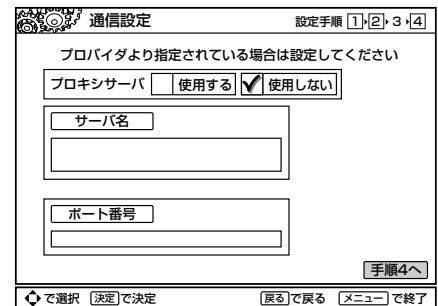 通信設定
設定手順 1 2 3 4
プロバイダより指定されている場合は設定してください
プロキシサーバ 使用する 使用しない
サーバ名
ポート番号
手順4へ
で選択 決定で決定 戻るで戻る メニューで終了